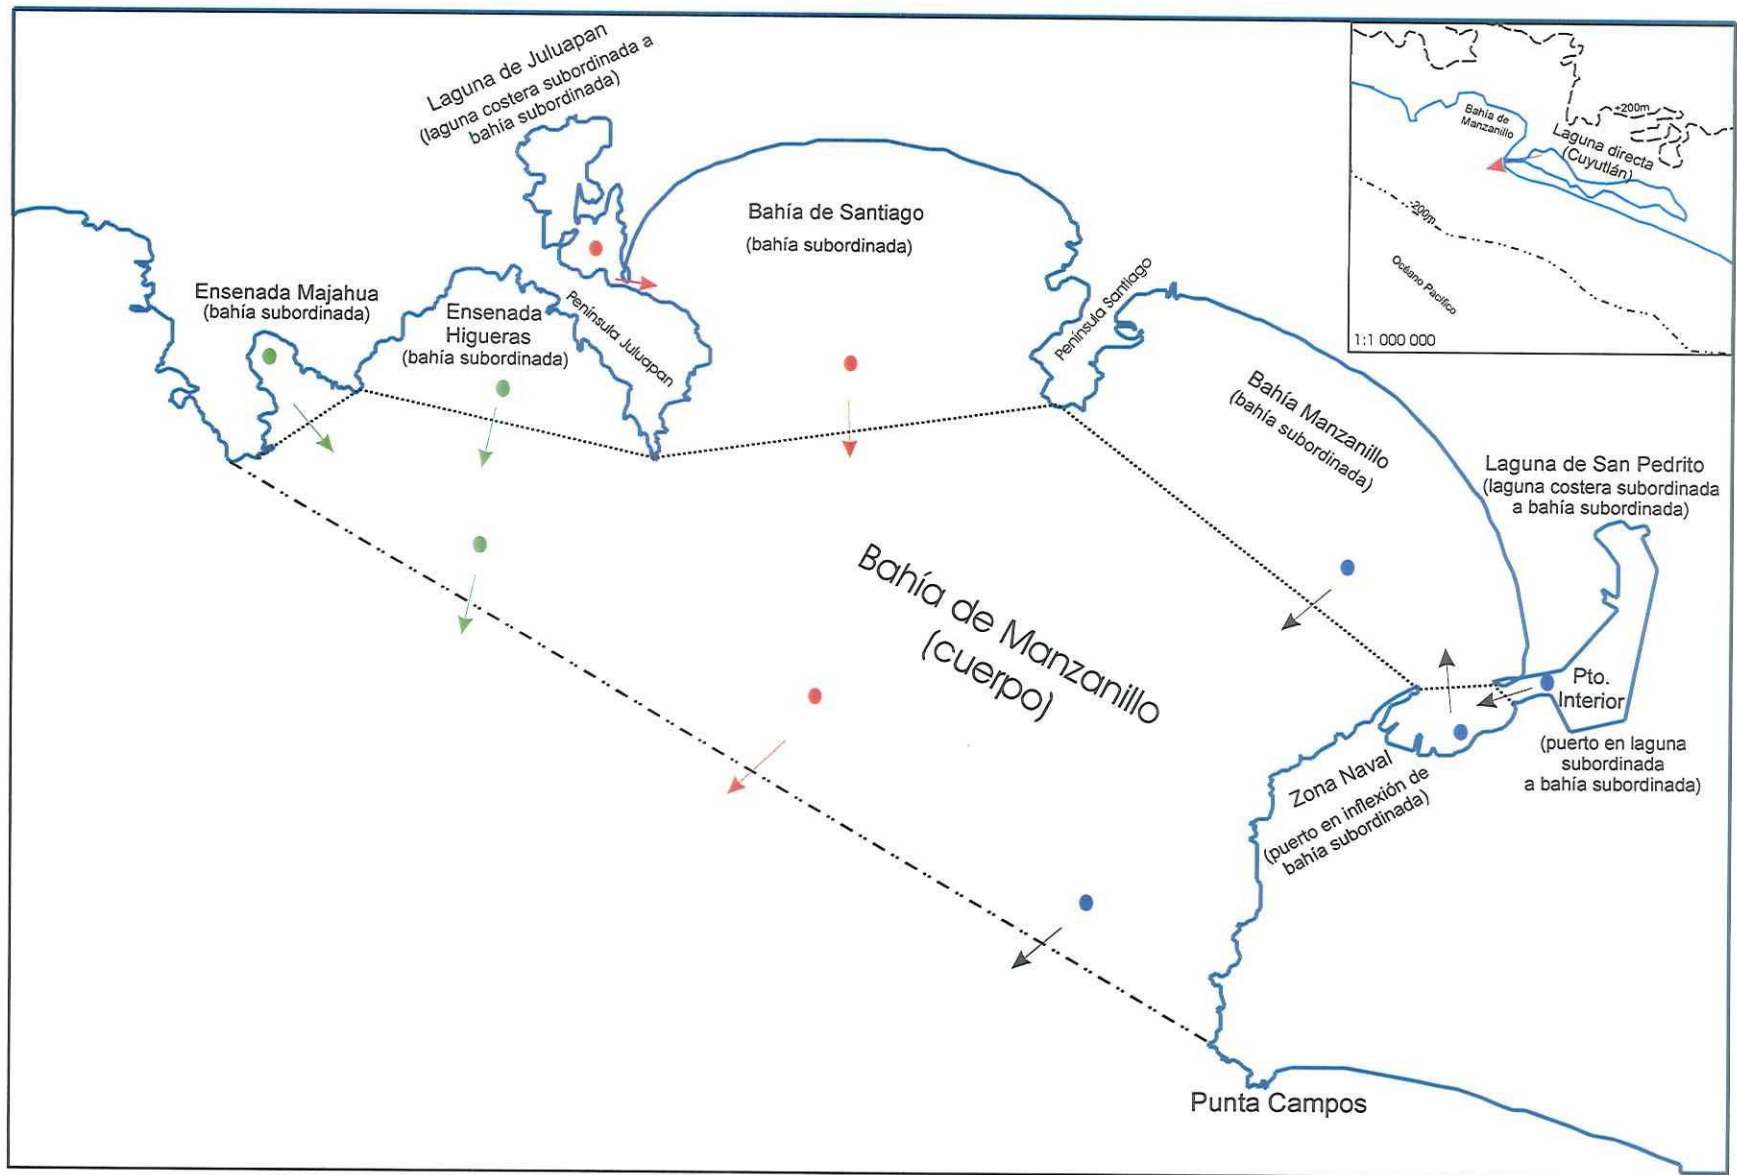 Laguna de Juluapan
(laguna costera subordinada a
bahía subordinada)
Bahía de Santiago
(bahía subordinada)
Ensenada Majahua
(bahía subordinada)
Ensenada
Higueras
(bahía subordinada)
Península Juluapan
Península Santiago
Bahía Manzanillo
(bahía subordinada)
Laguna de San Pedrito
(laguna costera subordinada
a bahía subordinada)
Bahía de Manzanillo
(cuerpo)
Pto.
Interior
(puerto en laguna
subordinada
a bahía subordinada)
Zona Naval
(puerto en inflexión de
bahía subordinada)
Punta Campos
+200m
Bahía de
Manzanillo
Laguna directa
(Cuyutlán)
-200m
Océano Pacífico
1:1 000 000